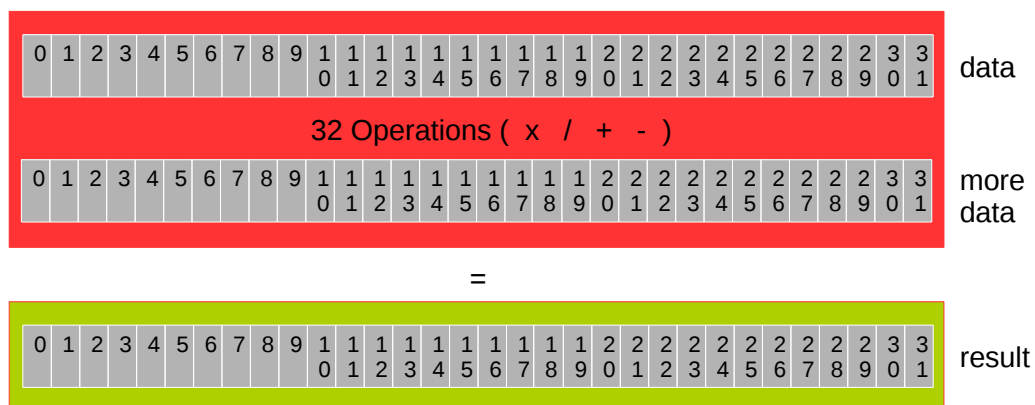 0 1 2 3 4 5 6 7 8 9 10 11 12 13 14 15 16 17 18 19 20 21 22 23 24 25 26 27 28 29 30 31
data
32 Operations ( x / + - )
0 1 2 3 4 5 6 7 8 9 10 11 12 13 14 15 16 17 18 19 20 21 22 23 24 25 26 27 28 29 30 31
more
data
=
0 1 2 3 4 5 6 7 8 9 10 11 12 13 14 15 16 17 18 19 20 21 22 23 24 25 26 27 28 29 30 31
result